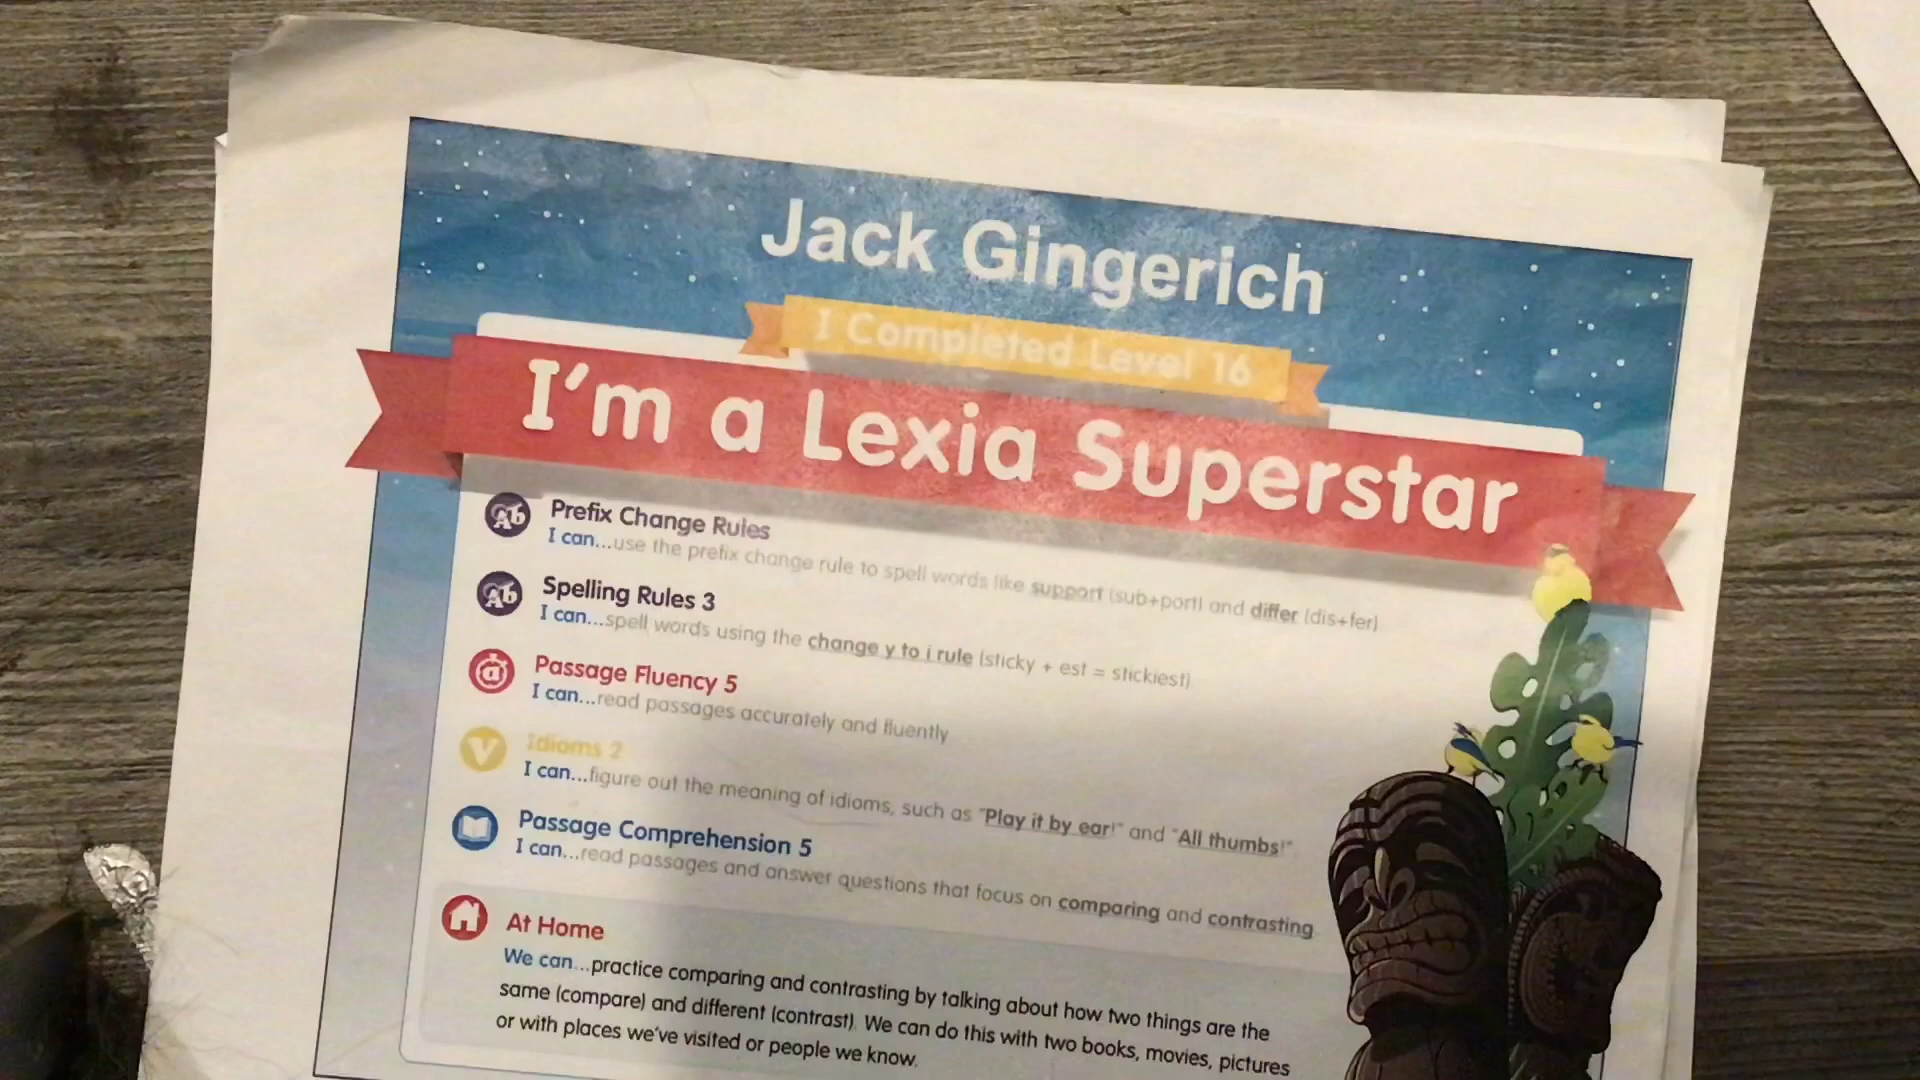 Jack Gingerich
I Completed Level 16
I'm a Lexia Superstar
Ab Prefix Change Rules
I can...use the prefix change rule to spell words like support (sub+port) and differ (dis+fer)
Ab Spelling Rules 3
I can...spell words using the change y to i rule (sticky + est = stickiest)
a Passage Fluency 5
I can...read passages accurately and fluently
V Idioms 2
I can...figure out the meaning of idioms, such as "Play it by ear!" and "All thumbs!"
Passage Comprehension 5
I can...read passages and answer questions that focus on comparing and contrasting
At Home
We can...practice comparing and contrasting by talking about how two things are the
same (compare) and different (contrast). We can do this with two books, movies, pictures
or with places we've visited or people we know.